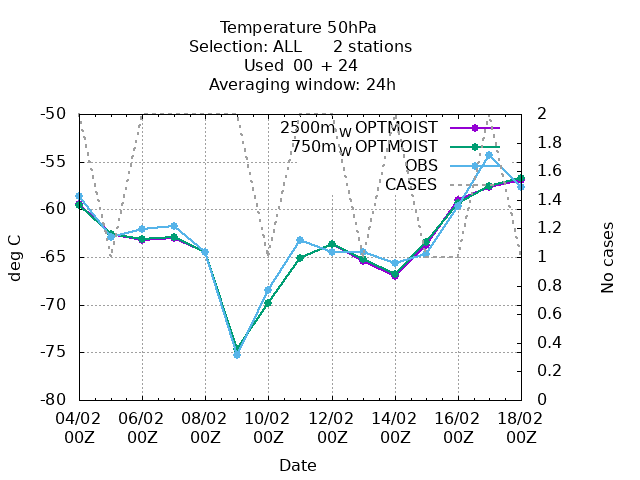 Temperature 50hPa
Selection: ALL 2 stations
Used 00 + 24
Averaging window: 24h
2500m W OPTMOIST
750m W OPTMOIST
OBS
CASES
-50
-55
-60
-65
-70
-75
-80
deg C
2
1.8
1.6
1.4
1.2
1
0.8
0.6
0.4
0.2
0
No cases
04/02 06/02 08/02 10/02 12/02 14/02 16/02 18/02
00Z 00Z 00Z 00Z 00Z 00Z 00Z 00Z
Date